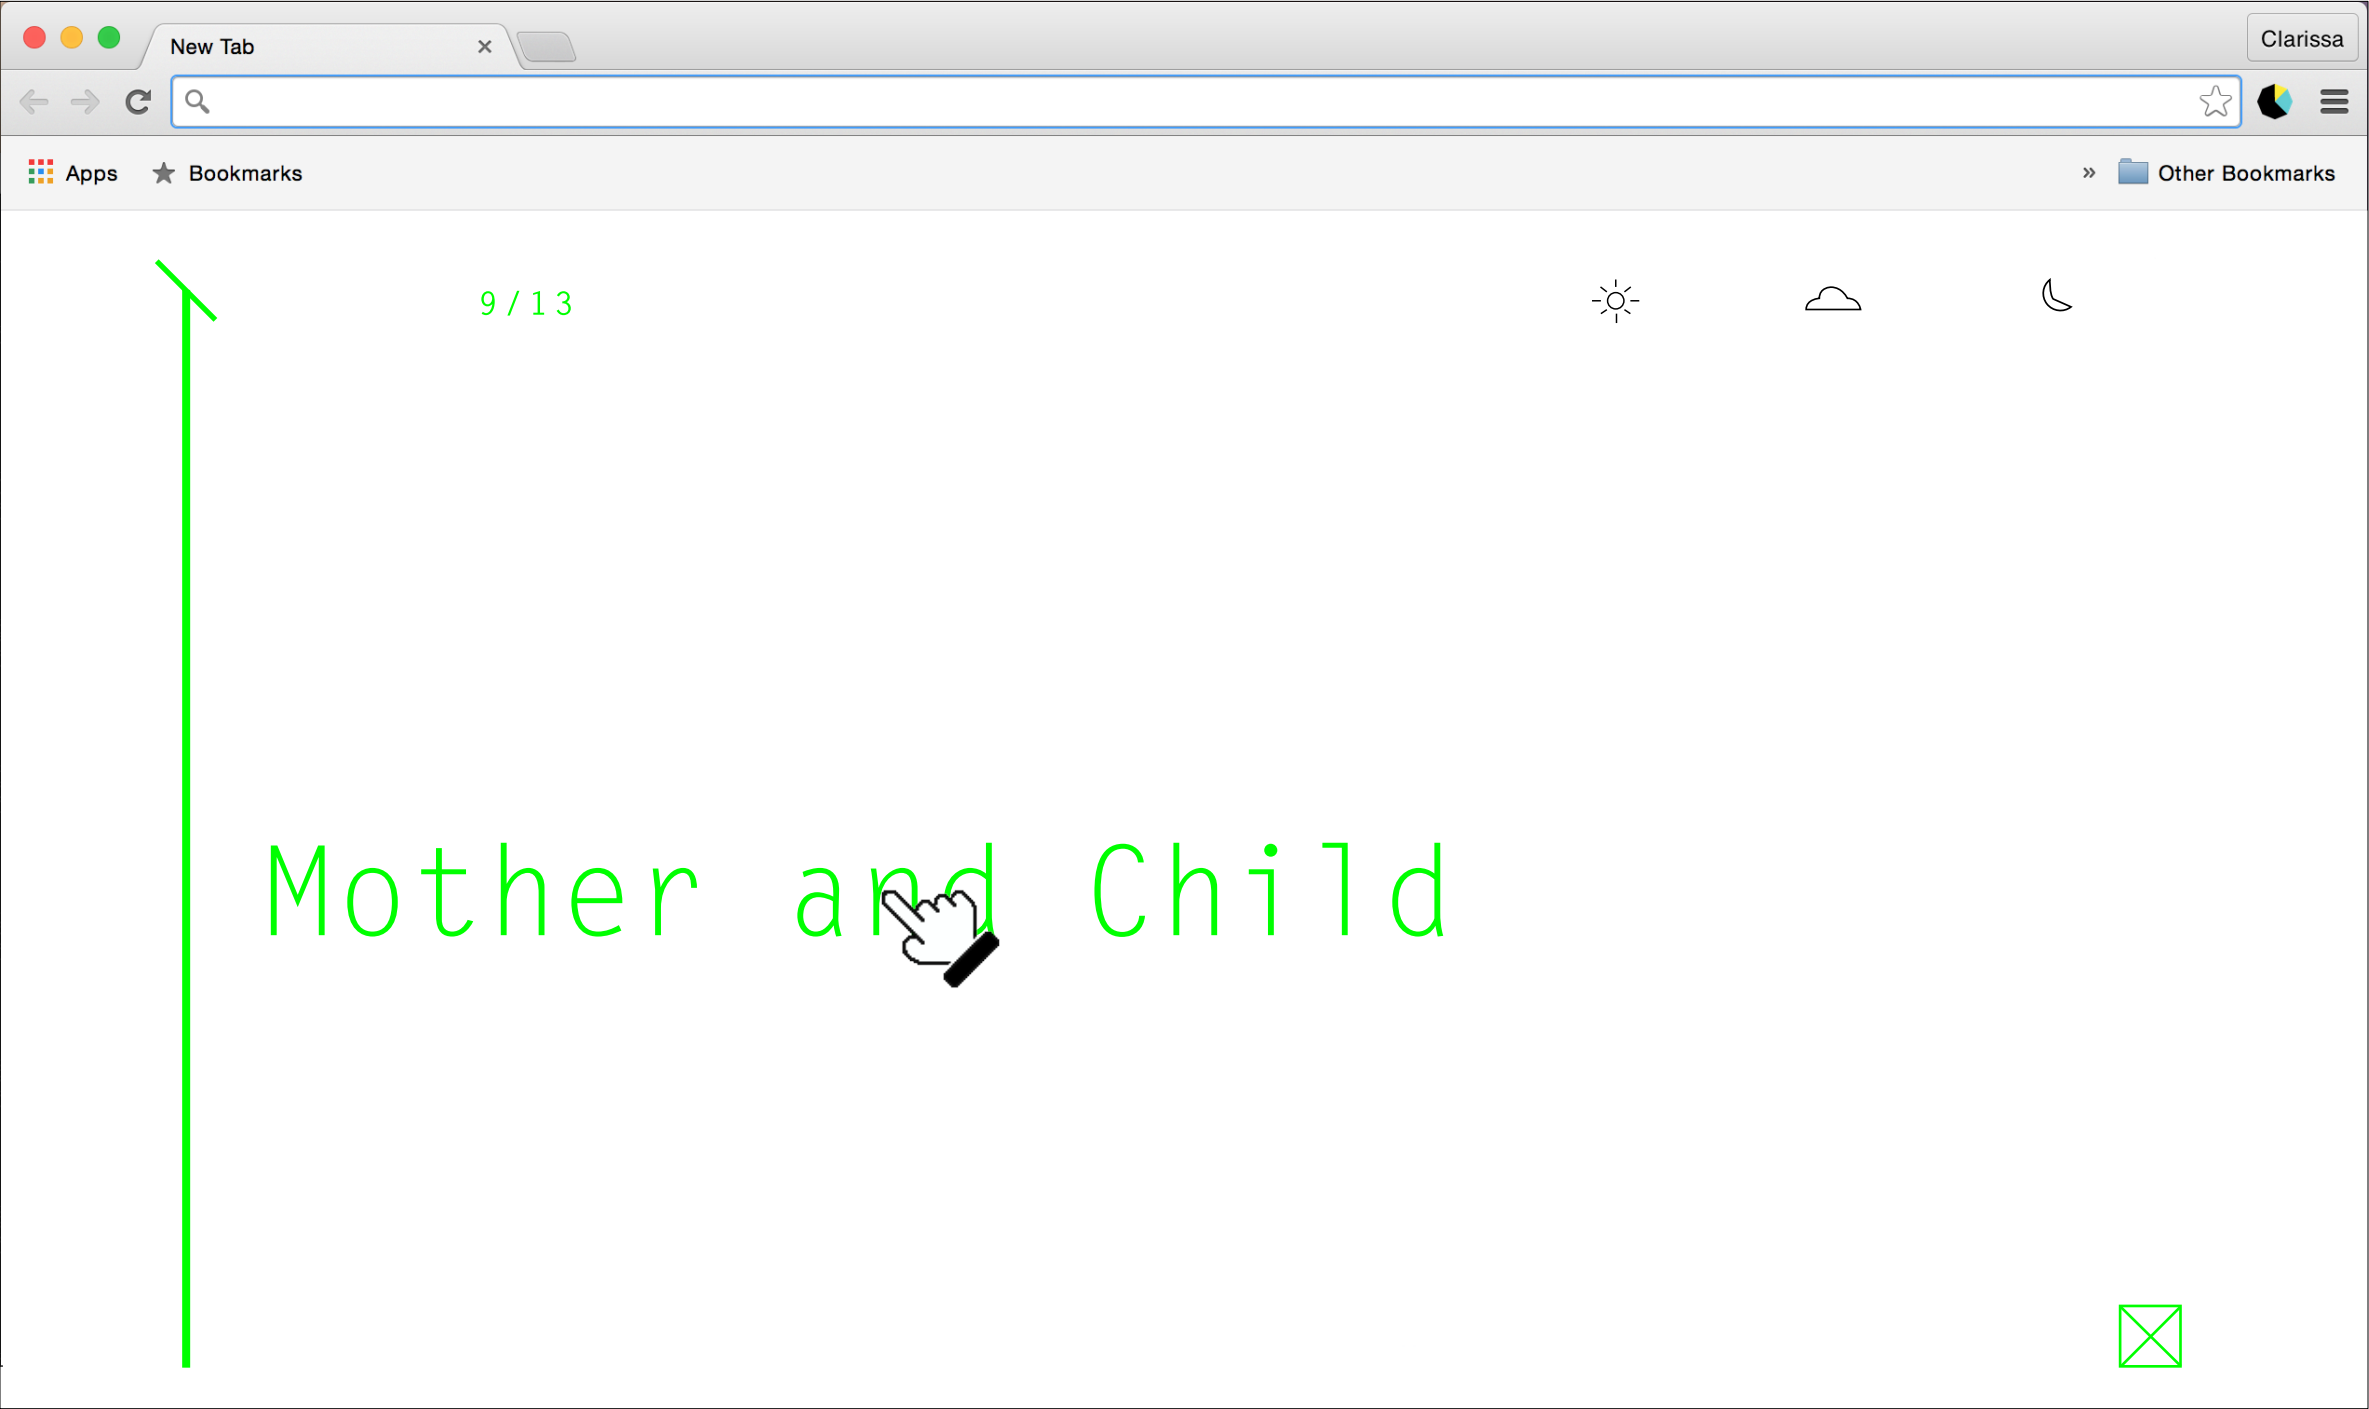 New Tab
Clarissa
Apps
Bookmarks
»
Other Bookmarks
9/13
Mother and Child